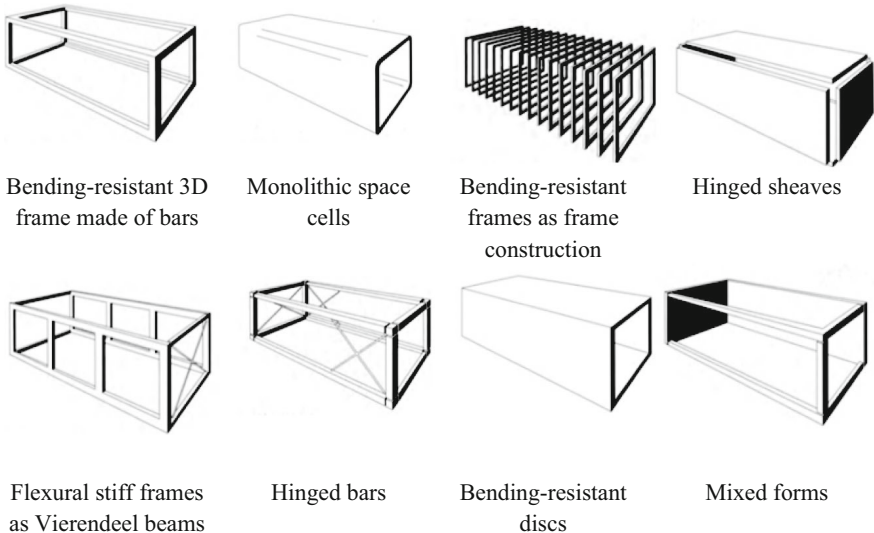 Bending-resistant 3D
frame made of bars
Monolithic space
cells
Bending-resistant
frames as frame
construction
Hinged sheaves
Flexural stiff frames
as Vierendeel beams
Hinged bars
Bending-resistant
discs
Mixed forms